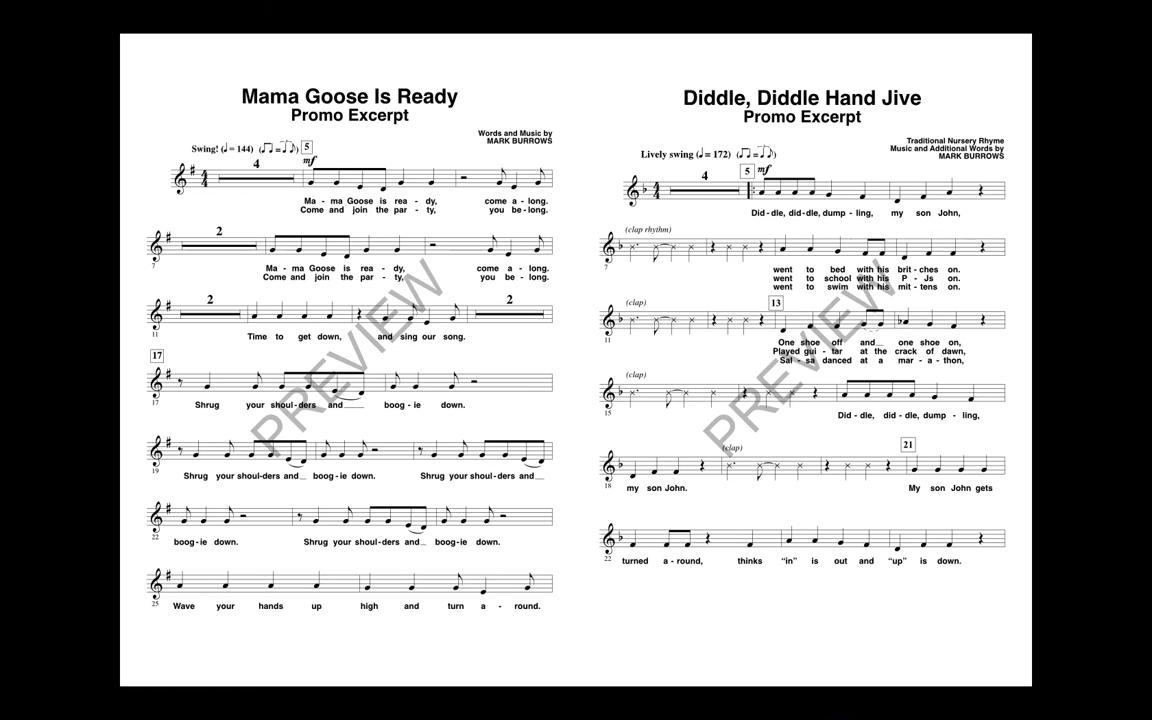 Mama Goose Is Ready
Promo Excerpt
Words and Music by
MARK BURROWS
Swing! (♩ = 144) (♫ = ♩♪) 5
mf
4
4
4
Ma - ma Goose is rea - dy, come a - long.
Come and join the par - ty, you be - long.
2
7
Ma - ma Goose is rea - dy, come a - long.
Come and join the par - ty, you be - long.
2
2
11
Time to get down, and sing our song.
17
17
Shrug your shoul - ders and boog - ie down.
19
Shrug your shoul - ders and boog - ie down. Shrug your shoul - ders and
22
boog - ie down. Shrug your shoul - ders and boog - ie down.
25
Wave your hands up high and turn a - round.
PREVIEW
Diddle, Diddle Hand Jive
Promo Excerpt
Traditional Nursery Rhyme
Music and Additional Words by
MARK BURROWS
Lively swing (♩ = 172) (♫ = ♩♪)
5 mf
4
4
4
Did - dle, did - dle, dump - ling, my son John,
(clap rhythm)
7
went to bed with his brit - ches on.
went to school with his P - Js on.
went to swim with his mit - tens on.
(clap)
13
11
One shoe off and one shoe on,
Played gui - tar at the crack of dawn,
Sal - sa danced at a mar - a - thon,
(clap)
15
Did - dle, did - dle, dump - ling,
(clap)
21
18
my son John. My son John gets
22
turned a - round, thinks “in” is out and “up” is down.
PREVIEW